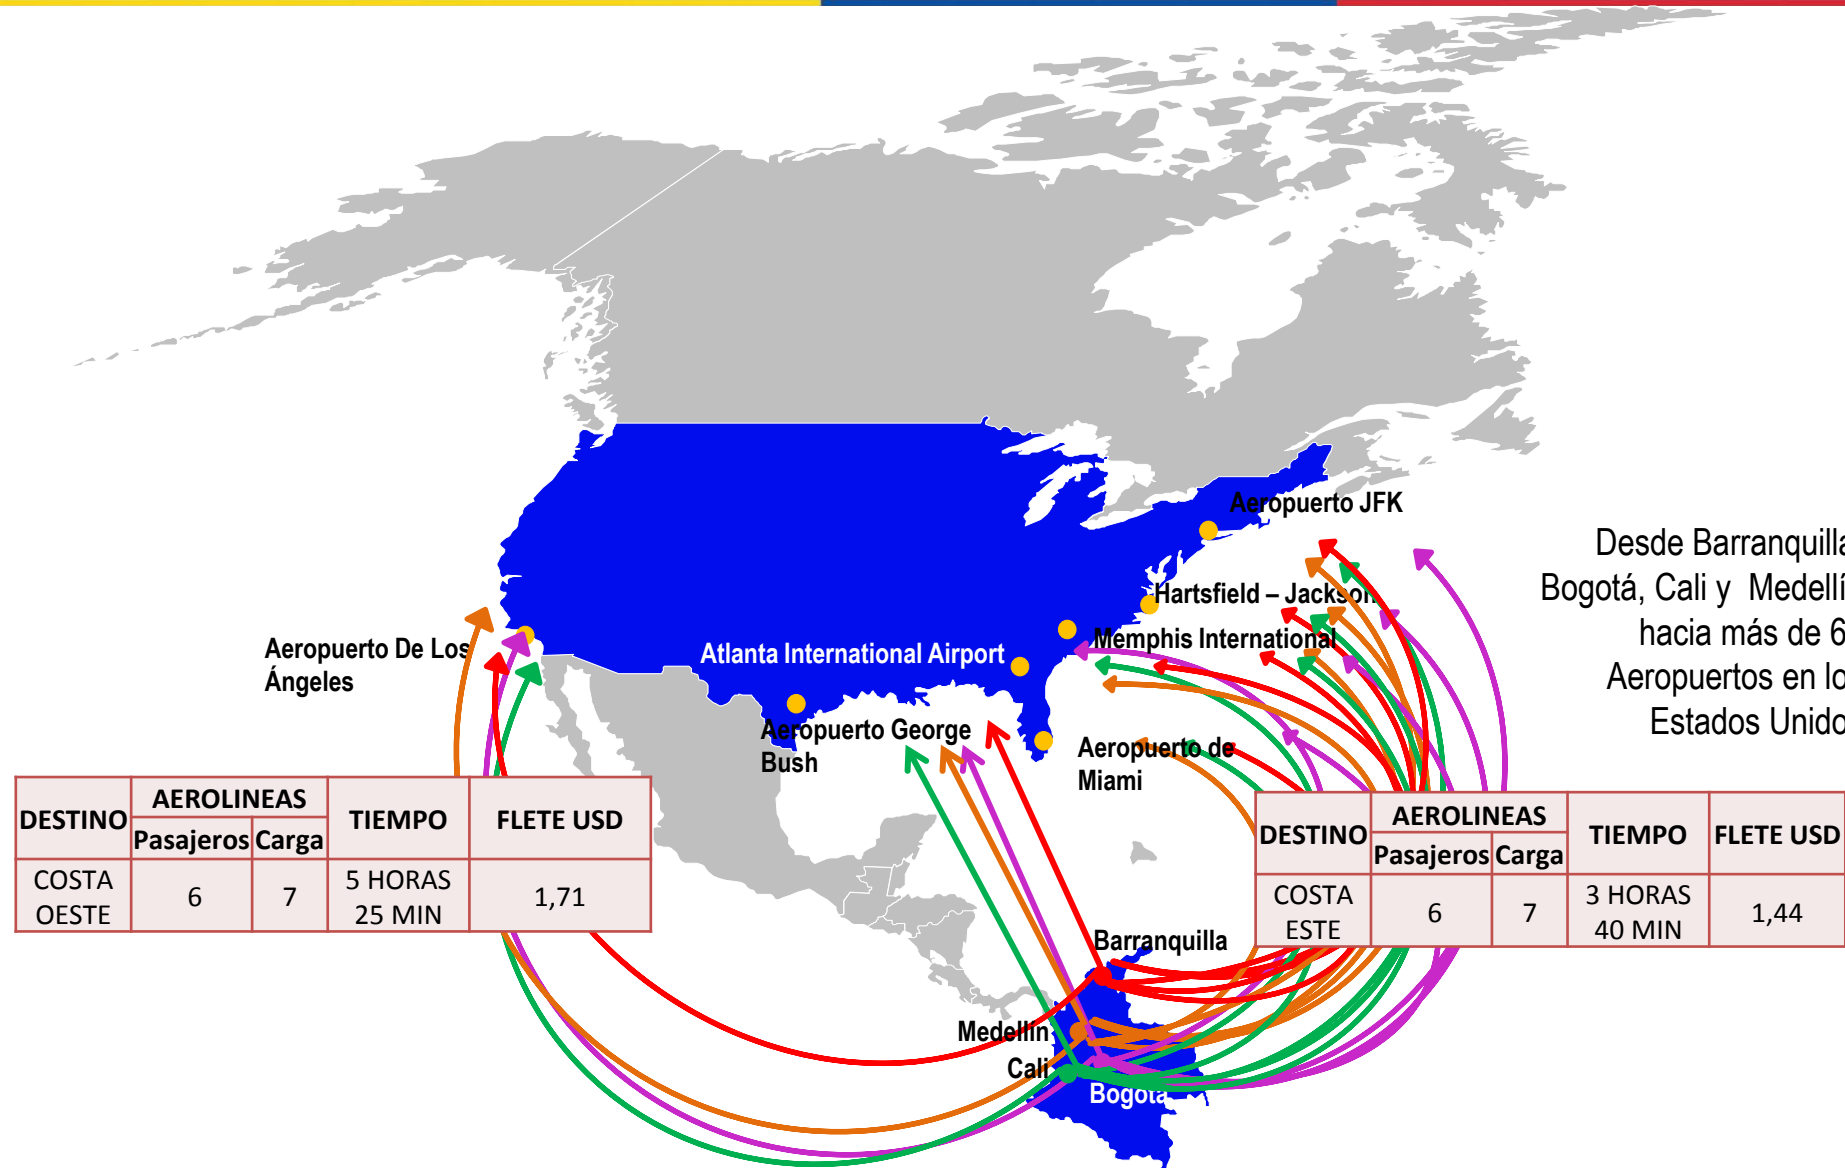 Aeropuerto JFK
Desde Barranquilla
Bogotá, Cali y Medellí
hacia más de 6
Aeropuertos en lo
Estados Unido
Hartsfield – Jackson
Memphis International
Aeropuerto De Los
Ángeles
Atlanta International Airport
Aeropuerto George
Bush
Aeropuerto de
Miami
DESTINO AEROLINEAS TIEMPO FLETE USD
Pasajeros Carga
COSTA OESTE 6 7 5 HORAS 25 MIN 1,71
DESTINO AEROLINEAS TIEMPO FLETE USD
Pasajeros Carga
COSTA ESTE 6 7 3 HORAS 40 MIN 1,44
Barranquilla
Medellín
Cali
Bogotá